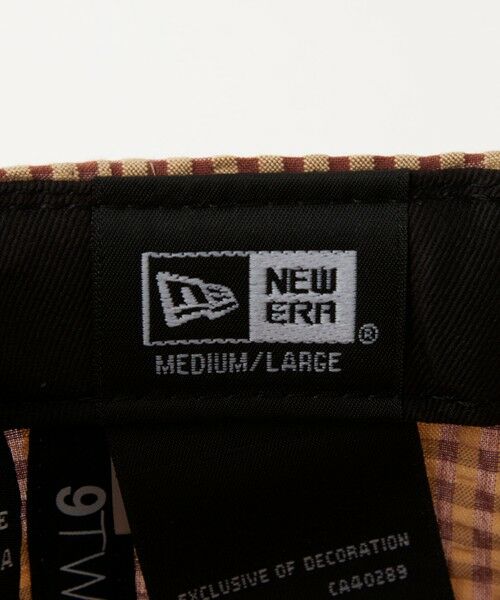 NEW
ERA
®
MEDIUM/LARGE
9TW
E
A
EXCLUSIVE OF DECORATION
CA40289